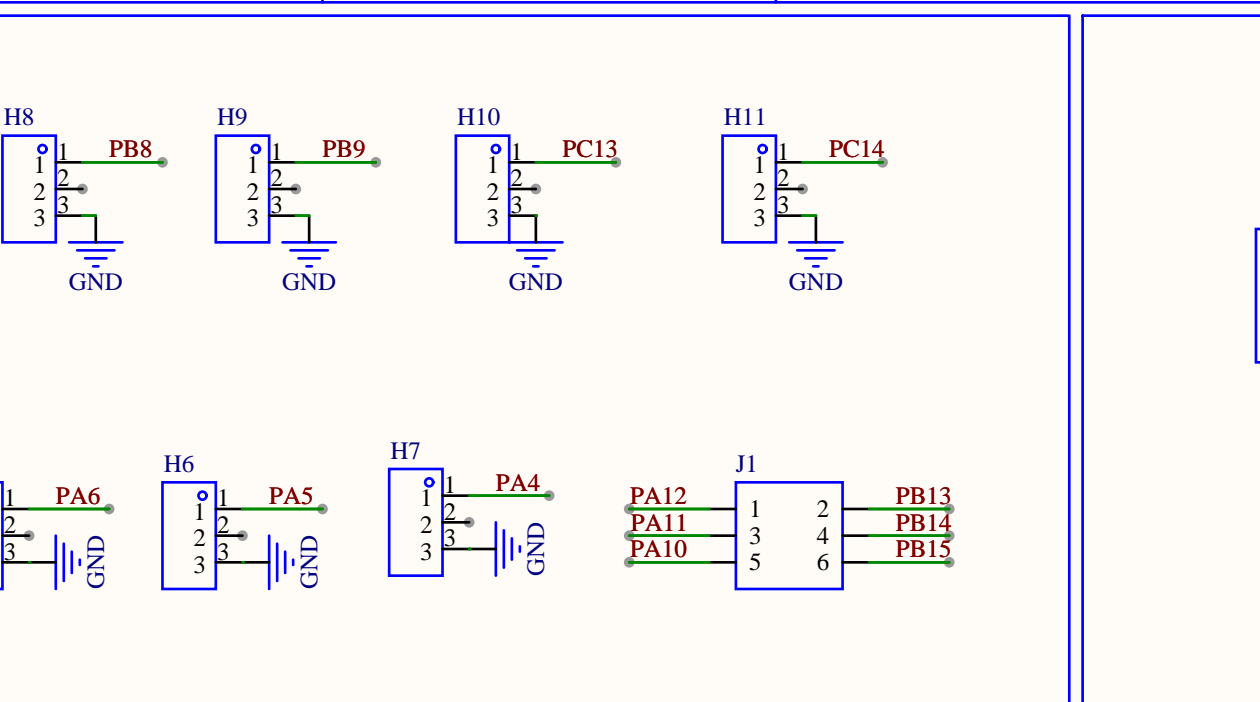 H8 H9 H10 H11
1 1 PB8 1 1 PB9 1 1 PC13 1 1 PC14
2 2 2 2 2 2 2 2
3 3 3 3 3 3 3 3
GND GND GND GND
H6 H7 J1
1 PA6 1 1 PA5 1 1 PA4 PA12 1 2 PB13
2 2 2 2 2 PA11 3 4 PB14
3 3 3 3 3 PA10 5 6 PB15
GND GND GND